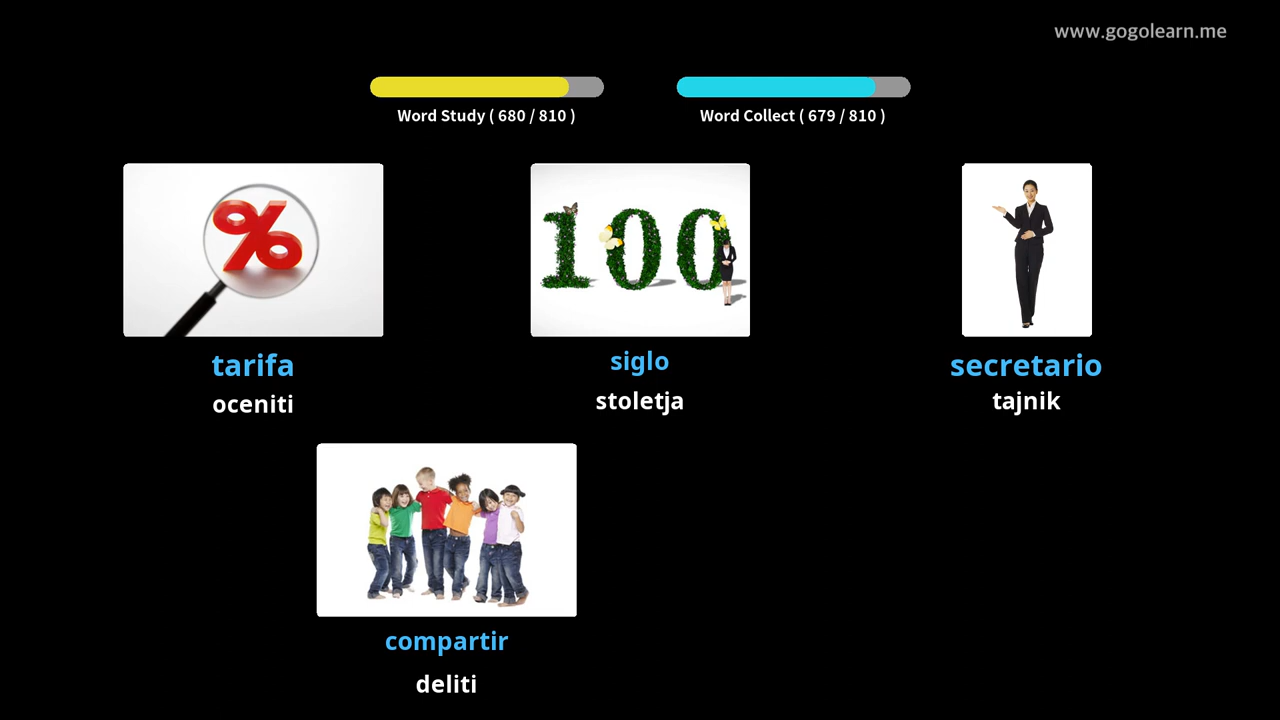 www.gogolearn.me
Word Study ( 680 / 810 )
Word Collect ( 679 / 810 )
%
100
tarifa
oceniti
siglo
stoletja
secretario
tajnik
compartir
deliti